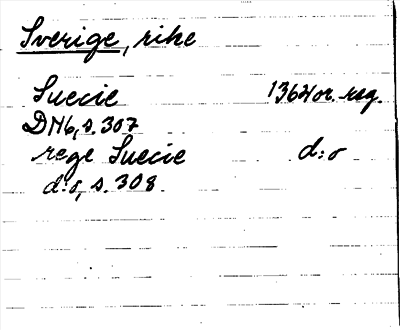 Sverige, rike
Suecie 1364 or. reg.
DN6, s. 307
rege Suecie d:o
d:o, s. 308.